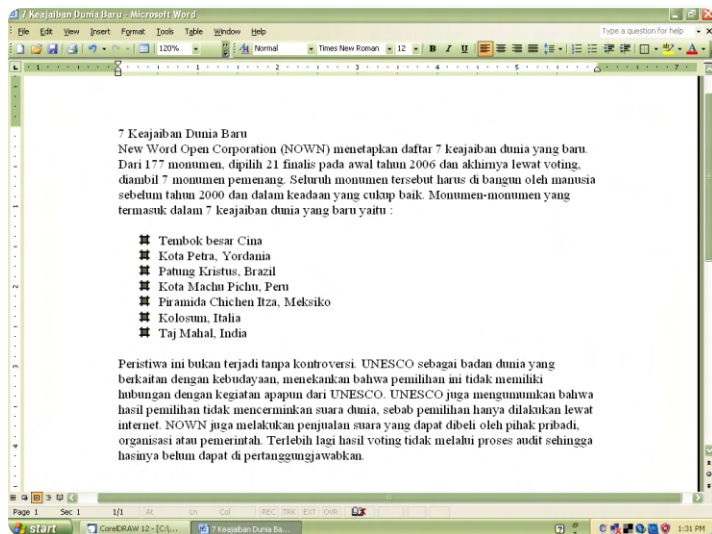 7 Keajaiban Dunia Baru - Microsoft Word
File Edit View Insert Format Tools Table Window Help Type a question for help
120% Normal Times New Roman 12 B I U
7 Keajaiban Dunia Baru
New Word Open Corporation (NOWN) menetapkan daftar 7 keajaiban dunia yang baru.
Dari 177 monumen, dipilih 21 finalis pada awal tahun 2006 dan akhirnya lewat voting,
diambil 7 monumen pemenang. Seluruh monumen tersebut harus di bangun oleh manusia
sebelum tahun 2000 dan dalam keadaan yang cukup baik. Monumen-monumen yang
termasuk dalam 7 keajaiban dunia yang baru yaitu :
Tembok besar Cina
Kota Petra, Yordania
Patung Kristus, Brazil
Kota Machu Pichu, Peru
Piramida Chichen Itza, Meksiko
Kolosum, Italia
Taj Mahal, India
Peristiwa ini bukan terjadi tanpa kontroversi. UNESCO sebagai badan dunia yang
berkaitan dengan kebudayaan, menekankan bahwa pemilihan ini tidak memiliki
hubungan dengan kegiatan apapun dari UNESCO. UNESCO juga mengumumkan bahwa
hasil pemilihan tidak mencerminkan suara dunia, sebab pemilihan hanya dilakukan lewat
internet. NOWN juga melakukan penjualan suara yang dapat dibeli oleh pihak pribadi,
organisasi atau pemerintah. Terlebih lagi hasil voting tidak melalui proses audit sehingga
hasinya belum dapat di pertanggungjawabkan.
Page 1 Sec 1 1/1 At Ln Col REC TRK EXT OVR
start CorelDRAW 12 - [C:\... 7 Keajaiban Dunia Ba... 1:31 PM